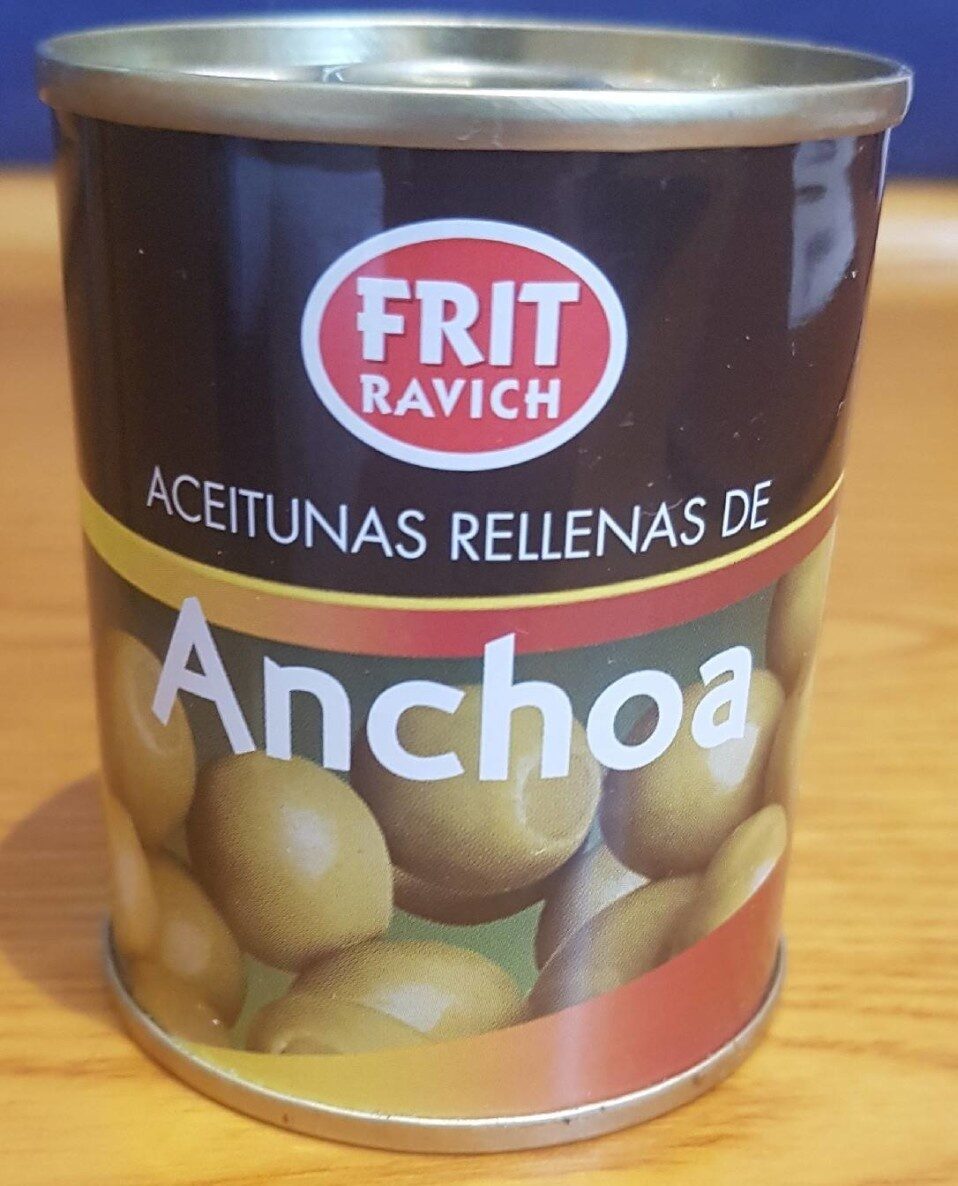 FRIT
RAVICH
ACEITUNAS RELLENAS DE
Anchoa